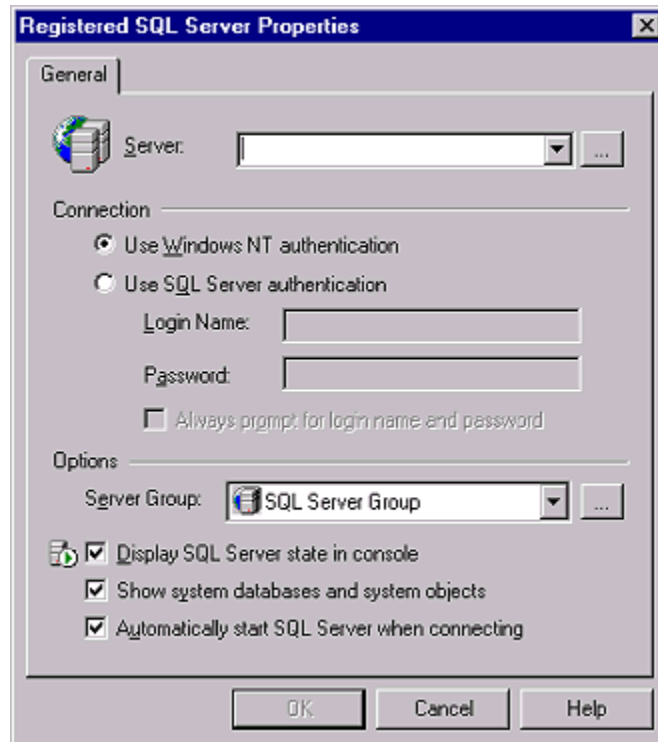 Registered SQL Server Properties
General
Server:
...
Connection
Use Windows NT authentication
Use SQL Server authentication
Login Name:
Password:
Always prompt for login name and password
Options
Server Group: SQL Server Group
...
Display SQL Server state in console
Show system databases and system objects
Automatically start SQL Server when connecting
OK Cancel Help